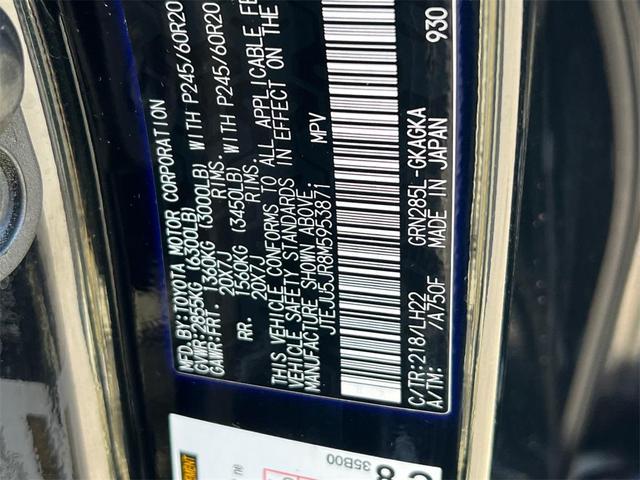 MFD. BY: TOYOTA MOTOR CORPORATION
GVWR: 2855KG (6300LB)
GAWR: FRT. 1360KG (3000LB) WITH P245/60R20
20X7J RIMS.
RR. 1560KG (3450LB) WITH P245/60R20
20X7J RIMS.
THIS VEHICLE CONFORMS TO ALL APPLICABLE
VEHICLE SAFETY STANDARDS IN EFFECT ON THE
MANUFACTURE SHOWN ABOVE.
JTEJU5JR8M5953871 MPV
930
C/TR: 218/LH22 GRN285L-GKAGKA
A/TM: /A750F MADE IN JAPAN
35B00